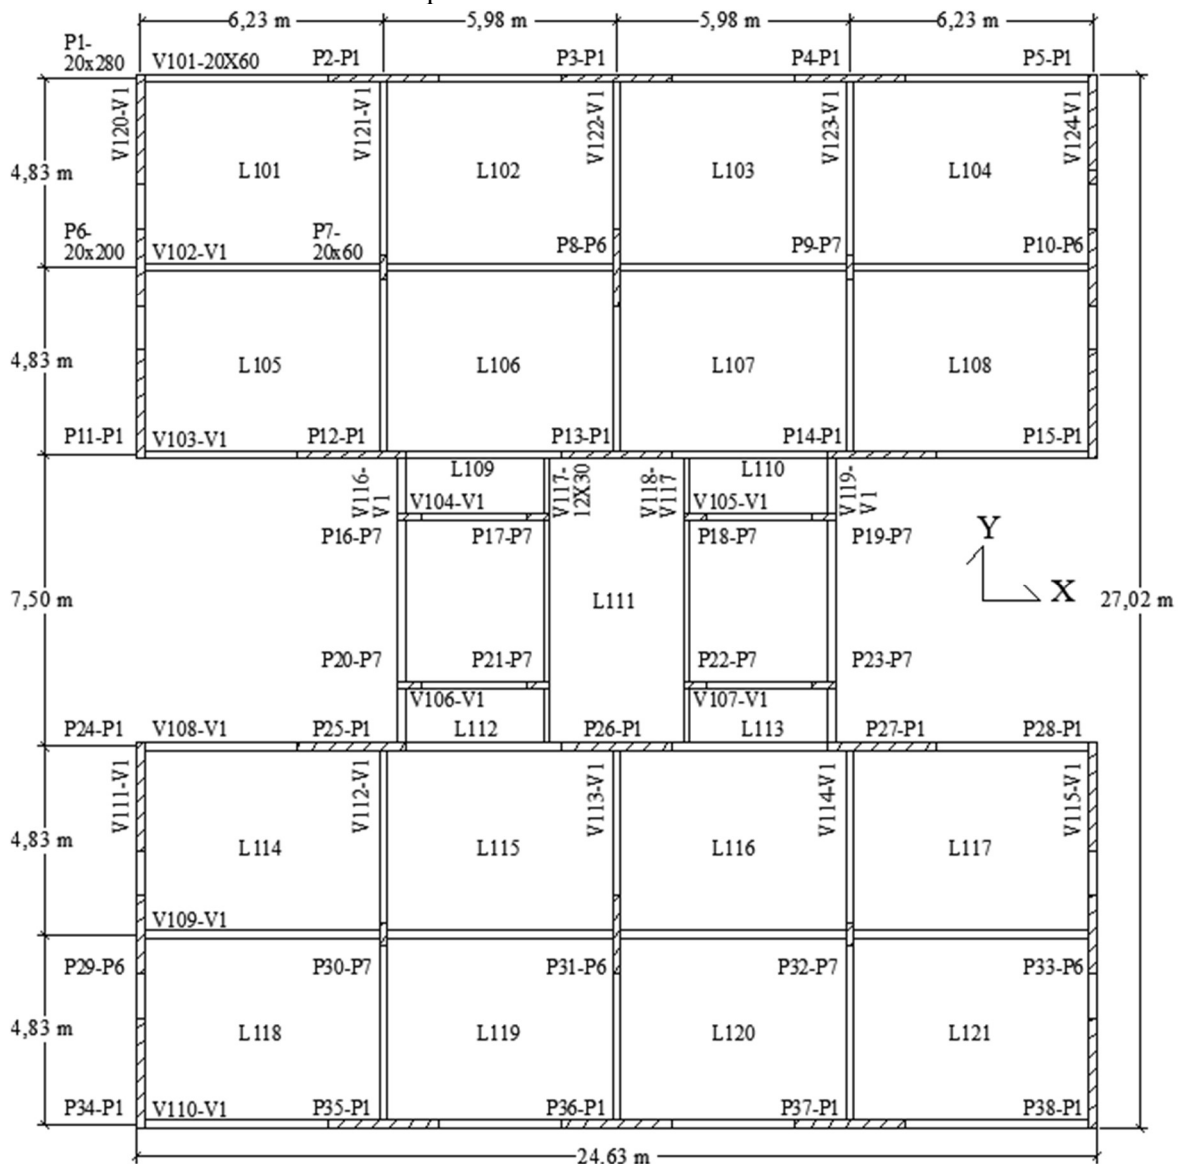 6,23 m 5,98 m 5,98 m 6,23 m
P1-
20x280
V101-20X60
P2-P1
P3-P1
P4-P1
P5-P1
V120-V1
V121-V1
V122-V1
V123-V1
V124-V1
4,83 m
L101
L102
L103
L104
P6-
20x200
V102-V1
P7-
20x60
P8-P6
P9-P7
P10-P6
4,83 m
L105
L106
L107
L108
P11-P1
V103-V1
P12-P1
P13-P1
P14-P1
P15-P1
V116-
V1
L109
V104-V1
V117-
12X30
V118-
V117
L110
V105-V1
V119-
V1
P16-P7
P17-P7
P18-P7
P19-P7
Y
X
7,50 m
L111
27,02 m
P20-P7
P21-P7
P22-P7
P23-P7
V106-V1
V107-V1
P24-P1
V108-V1
P25-P1
L112
P26-P1
L113
P27-P1
P28-P1
V111-V1
V112-V1
V113-V1
V114-V1
V115-V1
4,83 m
L114
L115
L116
L117
V109-V1
P29-P6
P30-P7
P31-P6
P32-P7
P33-P6
4,83 m
L118
L119
L120
L121
P34-P1
V110-V1
P35-P1
P36-P1
P37-P1
P38-P1
24,63 m